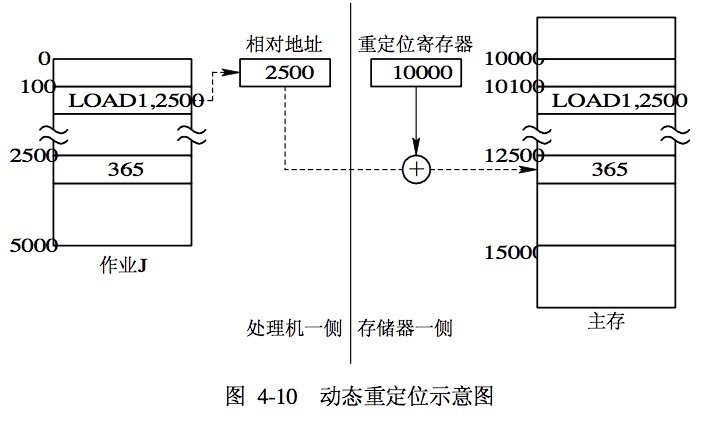 相对地址
重定位寄存器
0
2500
10000
10000
100
10100
LOAD1,2500
LOAD1,2500
2500
365
+
12500
365
5000
15000
作业J
处理机一侧
存储器一侧
主存
图 4-10 动态重定位示意图